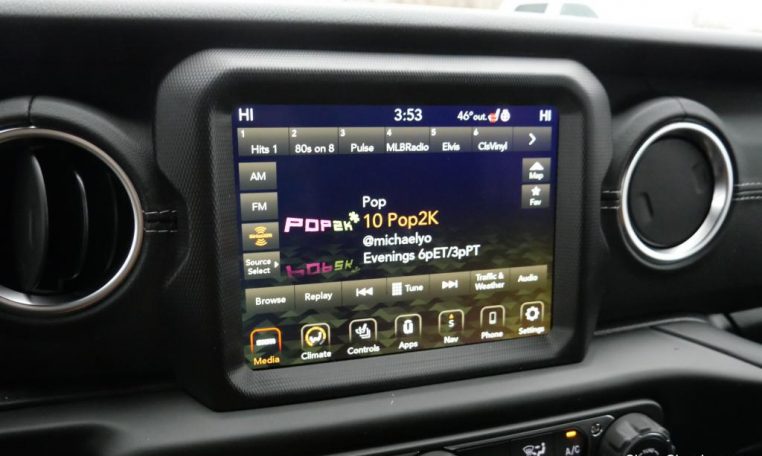 HI 3:53 46°out. HI
1 2 3 4 5 6
Hits 1 80s on 8 Pulse MLBRadio Elvis ClsVinyl
AM
Map
FM
Fav
Pop
POP2K 10 Pop2K
SiriusXM
@michaelyo
Source Select
Evenings 6pET/3pPT
Browse Replay Tune Traffic & Weather Audio
Media Climate Controls Apps Nav Phone Settings
S
A/C